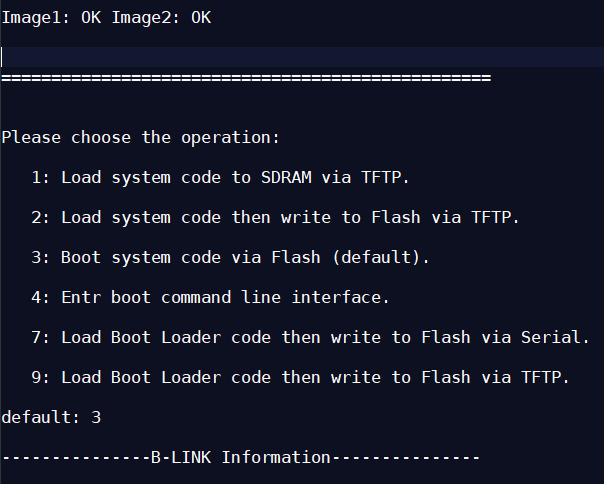 Image1: OK Image2: OK
=================================================
Please choose the operation:
   1: Load system code to SDRAM via TFTP.
   2: Load system code then write to Flash via TFTP.
   3: Boot system code via Flash (default).
   4: Entr boot command line interface.
   7: Load Boot Loader code then write to Flash via Serial.
   9: Load Boot Loader code then write to Flash via TFTP.
default: 3
---------------B-LINK Information---------------